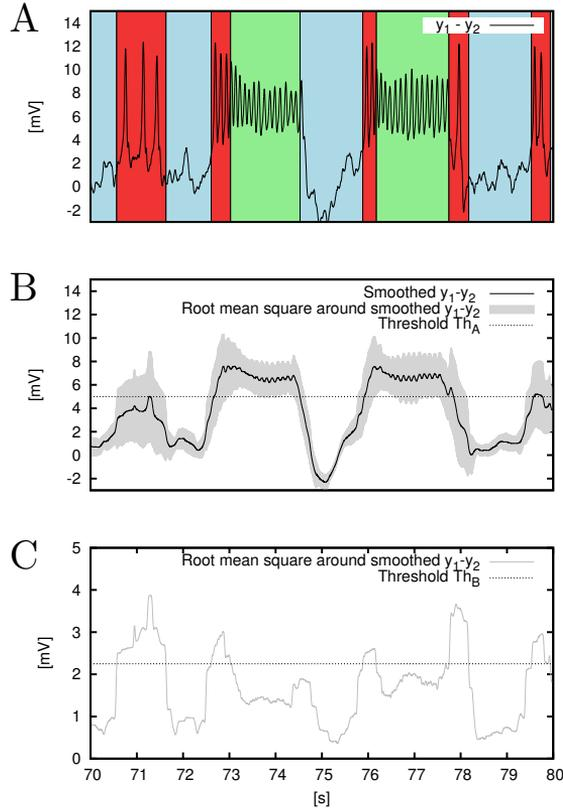 A
y1 - y2
[mV]
14
12
10
8
6
4
2
0
-2
B
Smoothed y1-y2
Root mean square around smoothed y1-y2
Threshold ThA
[mV]
14
12
10
8
6
4
2
0
-2
C
Root mean square around smoothed y1-y2
Threshold ThB
[mV]
5
4
3
2
1
0
70 71 72 73 74 75 76 77 78 79 80
[s]